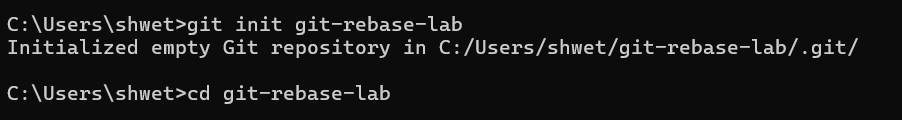 C:\Users\shwet>git init git-rebase-lab
Initialized empty Git repository in C:/Users/shwet/git-rebase-lab/.git/
C:\Users\shwet>cd git-rebase-lab